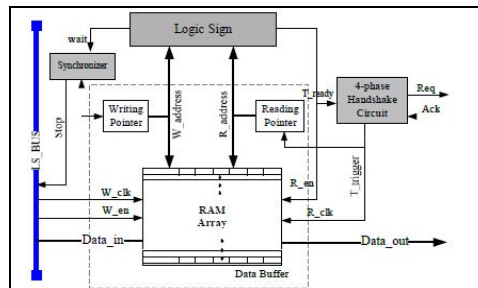 Logic Sign
wait
Synchronizer
Stop
LS_BUS
Writing
Pointer
W_address
R_address
Reading
Pointer
T_ready
4-phase
Handshake
Circuit
Req
Ack
T_trigger
W_clk
W_en
Data_in
RAM
Array
R_en
R_clk
Data_out
Data Buffer